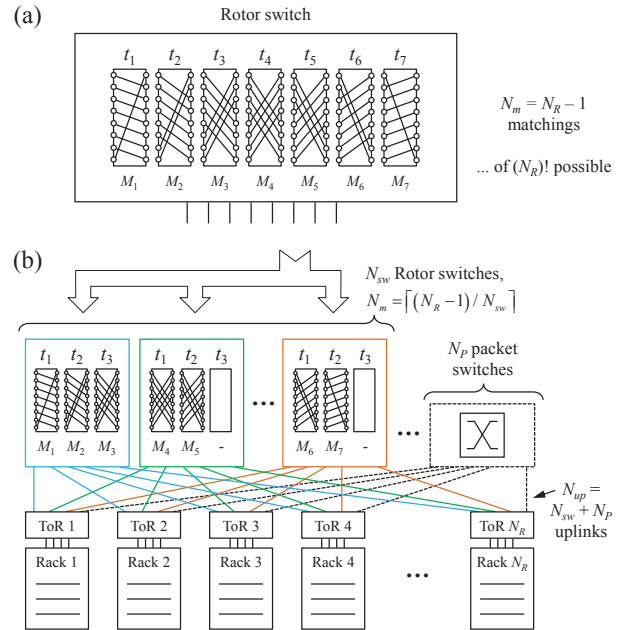 (a)
Rotor switch
t1 t2 t3 t4 t5 t6 t7
M1 M2 M3 M4 M5 M6 M7
Nm = NR – 1
matchings
... of (NR)! possible
(b)
Nsw Rotor switches,
Nm = ⌈(NR – 1) / Nsw⌉
t1 t2 t3
t1 t2 t3
t1 t2 t3
M1 M2 M3
M4 M5 -
M6 M7 -
...
...
NP packet
switches
Nup =
Nsw + NP
uplinks
ToR 1
ToR 2
ToR 3
ToR 4
ToR NR
Rack 1
Rack 2
Rack 3
Rack 4
...
Rack NR